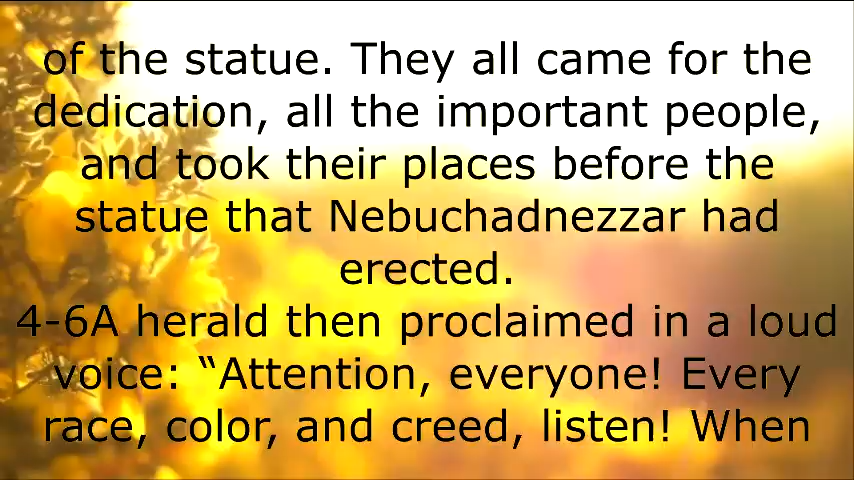 of the statue. They all came for the
dedication, all the important people,
and took their places before the
statue that Nebuchadnezzar had
erected.
4-6A herald then proclaimed in a loud
voice: “Attention, everyone! Every
race, color, and creed, listen! When